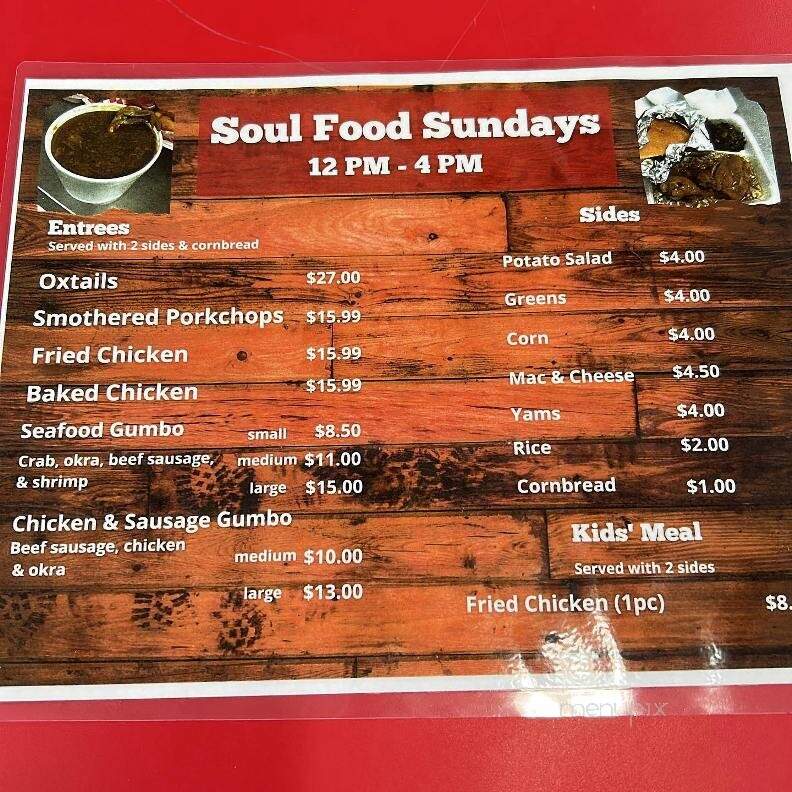 Soul Food Sundays
12 PM - 4 PM
Entrees
Served with 2 sides & cornbread
Oxtails $27.00
Smothered Porkchops $15.99
Fried Chicken $15.99
Baked Chicken $15.99
Seafood Gumbo small $8.50
Crab, okra, beef sausage, medium $11.00
& shrimp
large $15.00
Chicken & Sausage Gumbo
Beef sausage, chicken
& okra
medium $10.00
large $13.00
Sides
Potato Salad $4.00
Greens $4.00
Corn $4.00
Mac & Cheese $4.50
Yams $4.00
Rice $2.00
Cornbread $1.00
Kids' Meal
Served with 2 sides
Fried Chicken (1pc) $8.
menupix